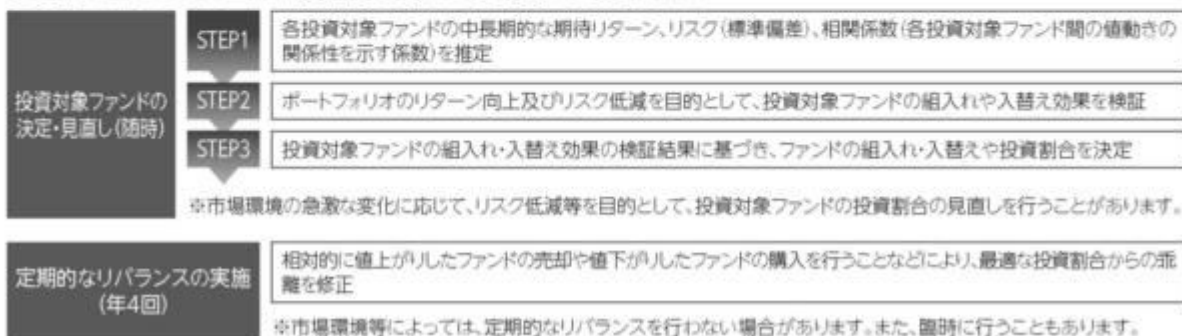 STEP1
各投資対象ファンドの中長期的な期待リターン、リスク(標準偏差)、相関係数(各投資対象ファンド間の値動きの
関係性を示す係数)を推定
投資対象ファンドの
決定・見直し(随時)
STEP2
ポートフォリオのリターン向上及びリスク低減を目的として、投資対象ファンドの組入れや入替え効果を検証
STEP3
投資対象ファンドの組入れ・入替え効果の検証結果に基づき、ファンドの組入れ・入替えや投資割合を決定
※市場環境の急激な変化に応じて、リスク低減等を目的として、投資対象ファンドの投資割合の見直しを行うことがあります。
定期的なリバランスの実施
(年4回)
相対的に値上がりしたファンドの売却や値下がりしたファンドの購入を行うことなどにより、最適な投資割合からの乖
離を修正
※市場環境等によっては、定期的なリバランスを行わない場合があります。また、臨時に行うこともあります。